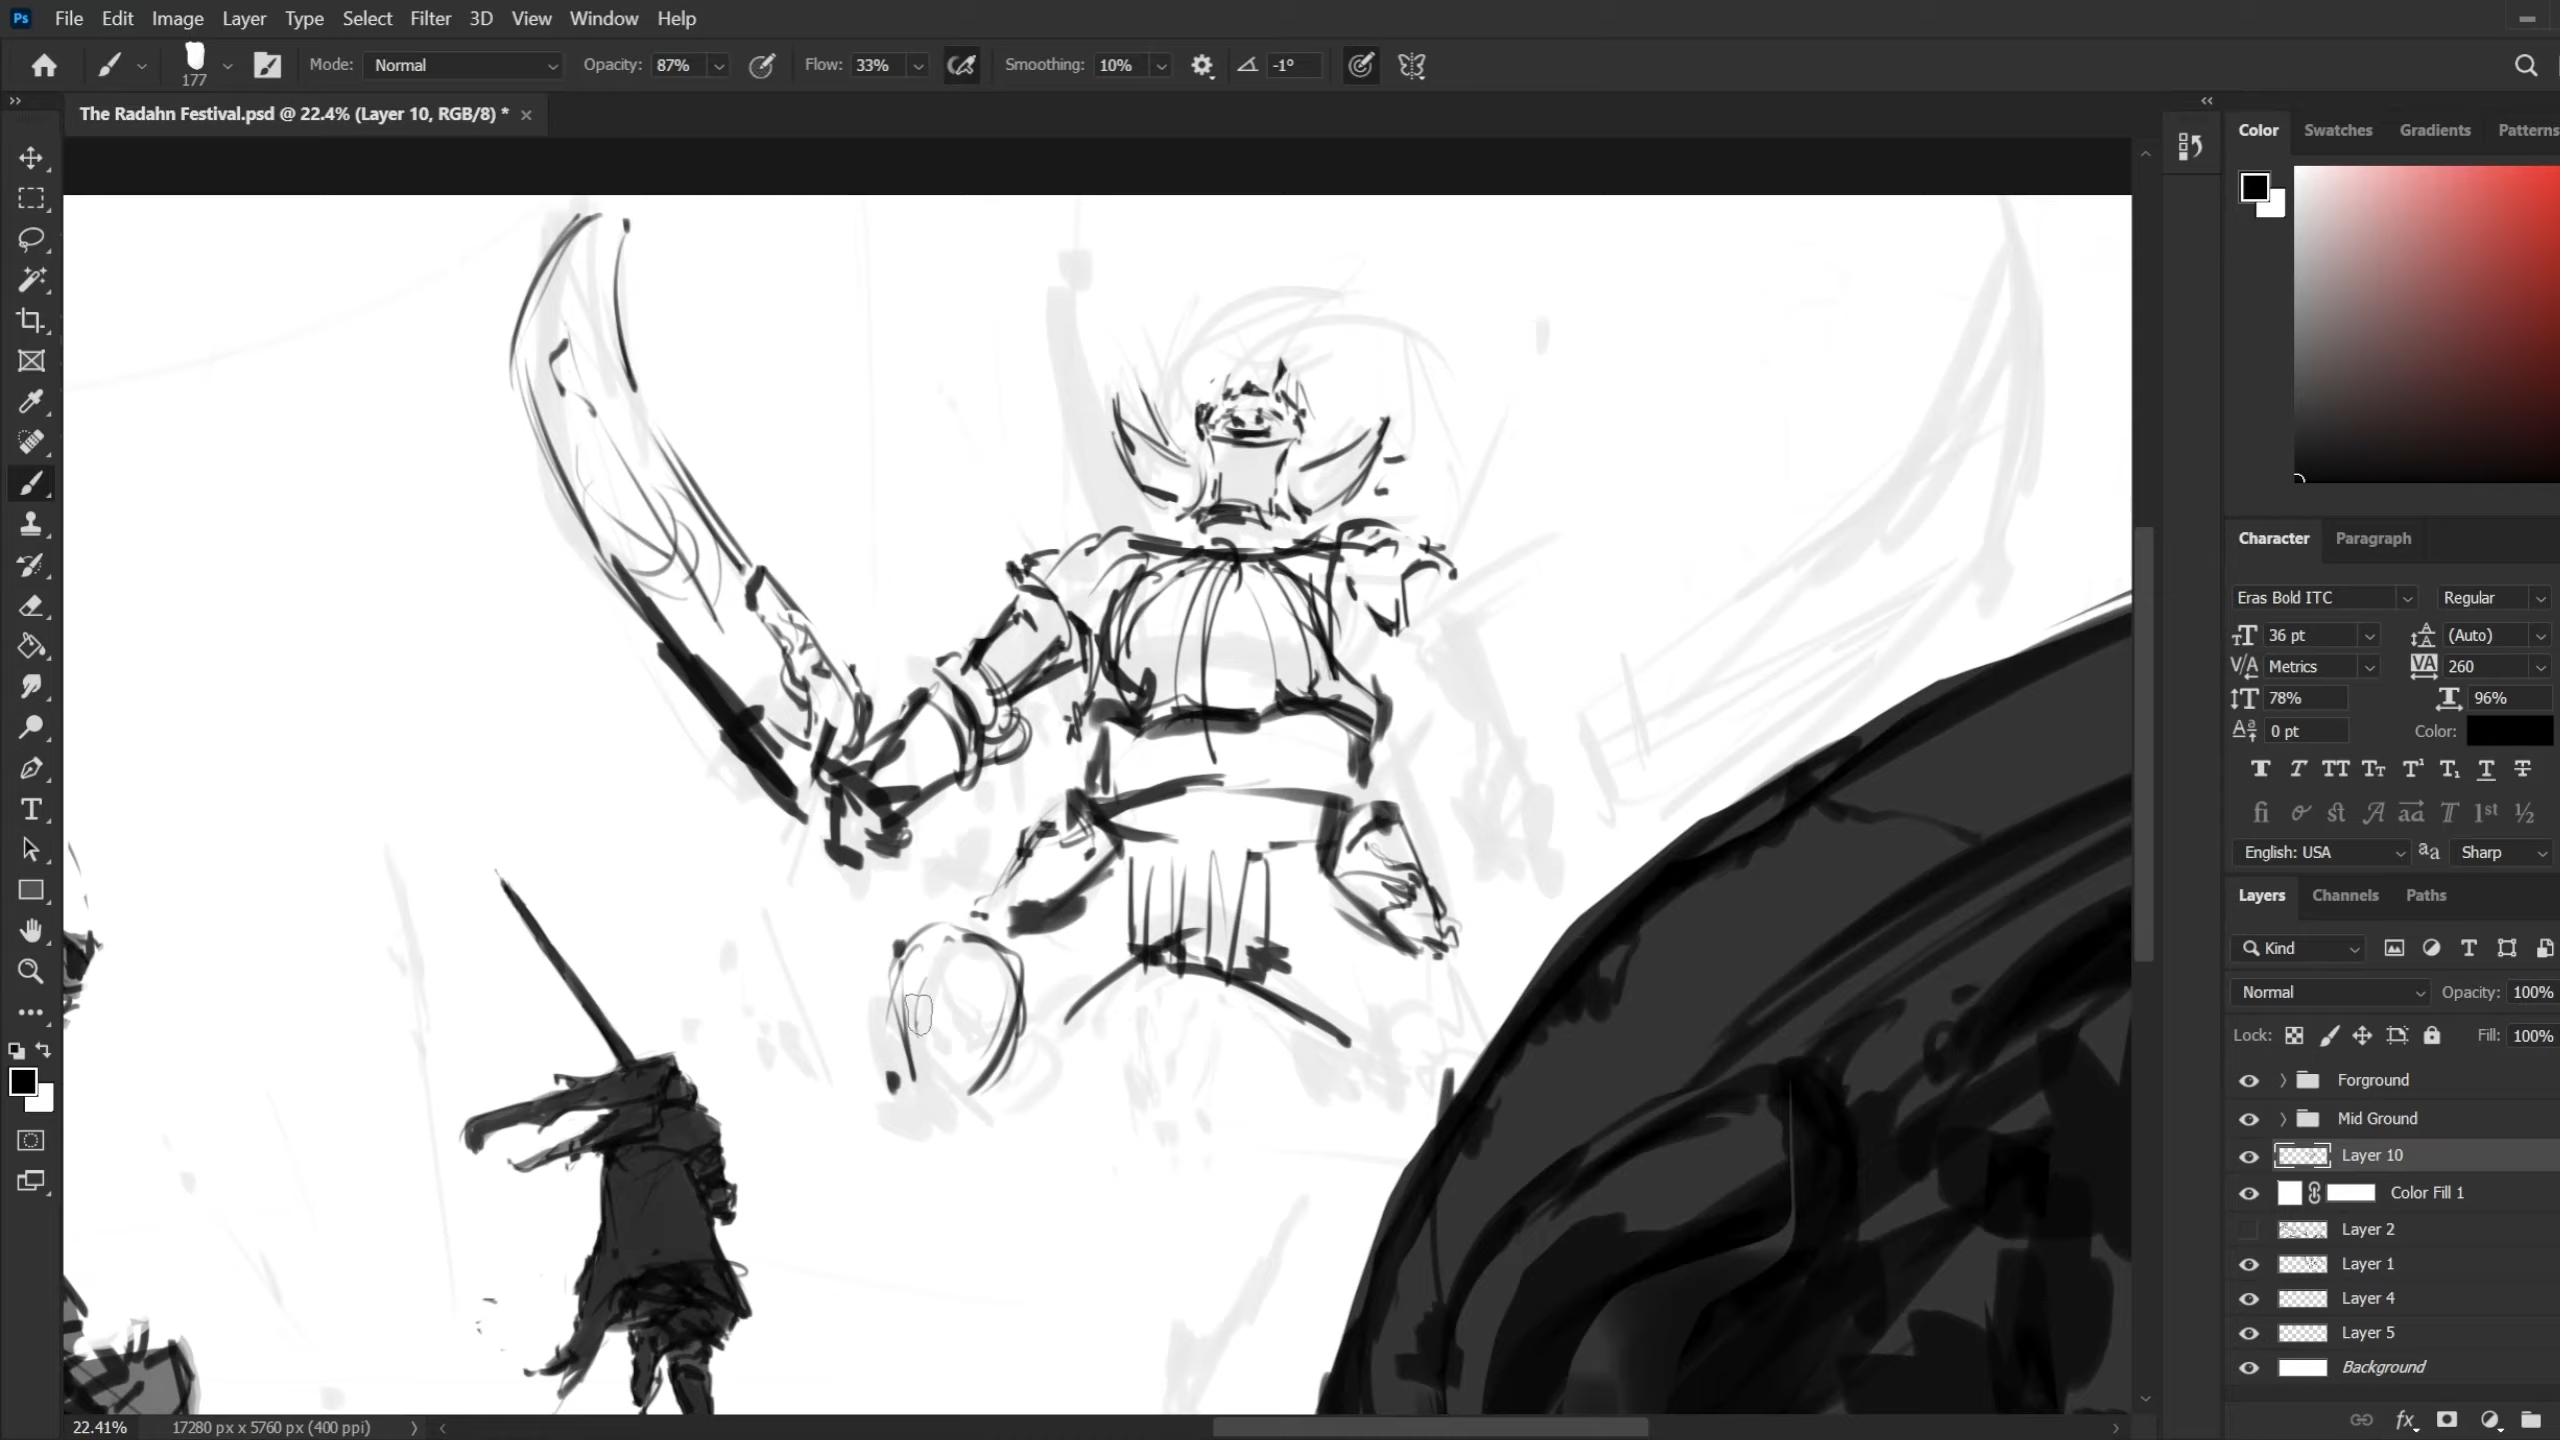 Ps File Edit Image Layer Type Select Filter 3D View Window Help
177 Mode: Normal Opacity: 87% Flow: 33% Smoothing: 10% -1°
The Radahn Festival.psd @ 22.4% (Layer 10, RGB/8) *
Color Swatches Gradients Patterns
Character Paragraph
Eras Bold ITC Regular
36 pt (Auto)
Metrics 260
78% 96%
0 pt Color:
English: USA Sharp
Layers Channels Paths
Kind
Normal Opacity: 100%
Lock: Fill: 100%
Forground
Mid Ground
Layer 10
Color Fill 1
Layer 2
Layer 1
Layer 4
Layer 5
Background
22.41% 17280 px x 5760 px (400 ppi)